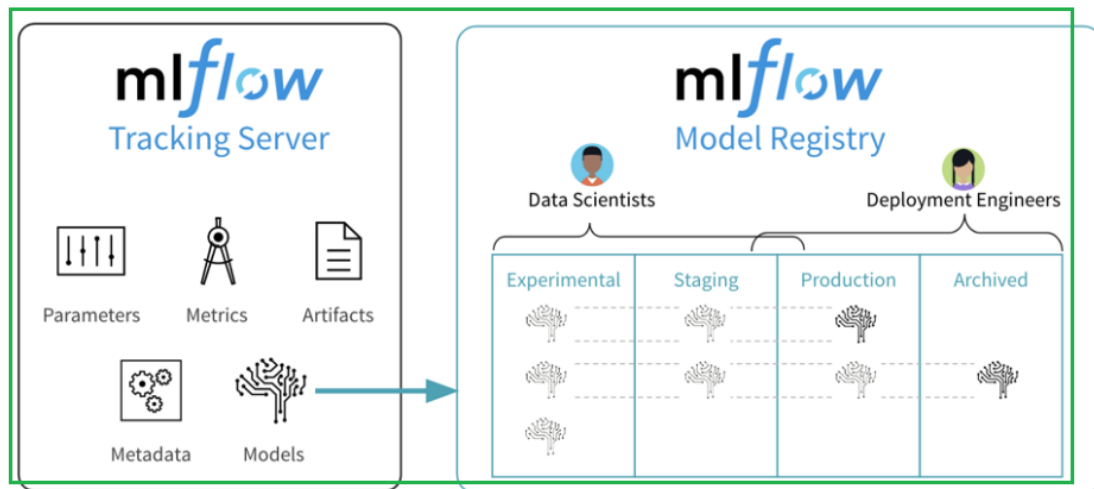 mlflow
Tracking Server
Parameters
Metrics
Artifacts
Metadata
Models
mlflow
Model Registry
Data Scientists
Deployment Engineers
Experimental
Staging
Production
Archived